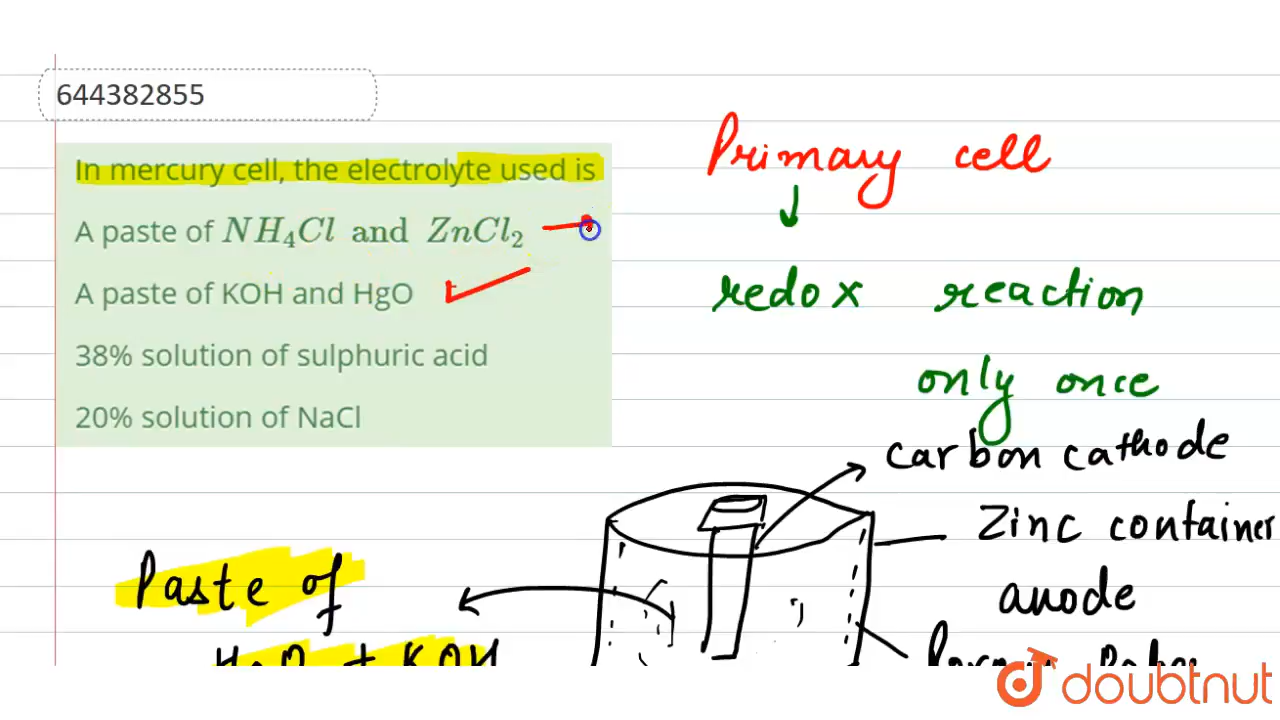 644382855
In mercury cell, the electrolyte used is
A paste of NH₄Cl and ZnCl₂
A paste of KOH and HgO
38% solution of sulphuric acid
20% solution of NaCl
Primary cell
redox reaction
only once
carbon cathode
Zinc container
anode
Paste of
HgO + KOH
doubtnut